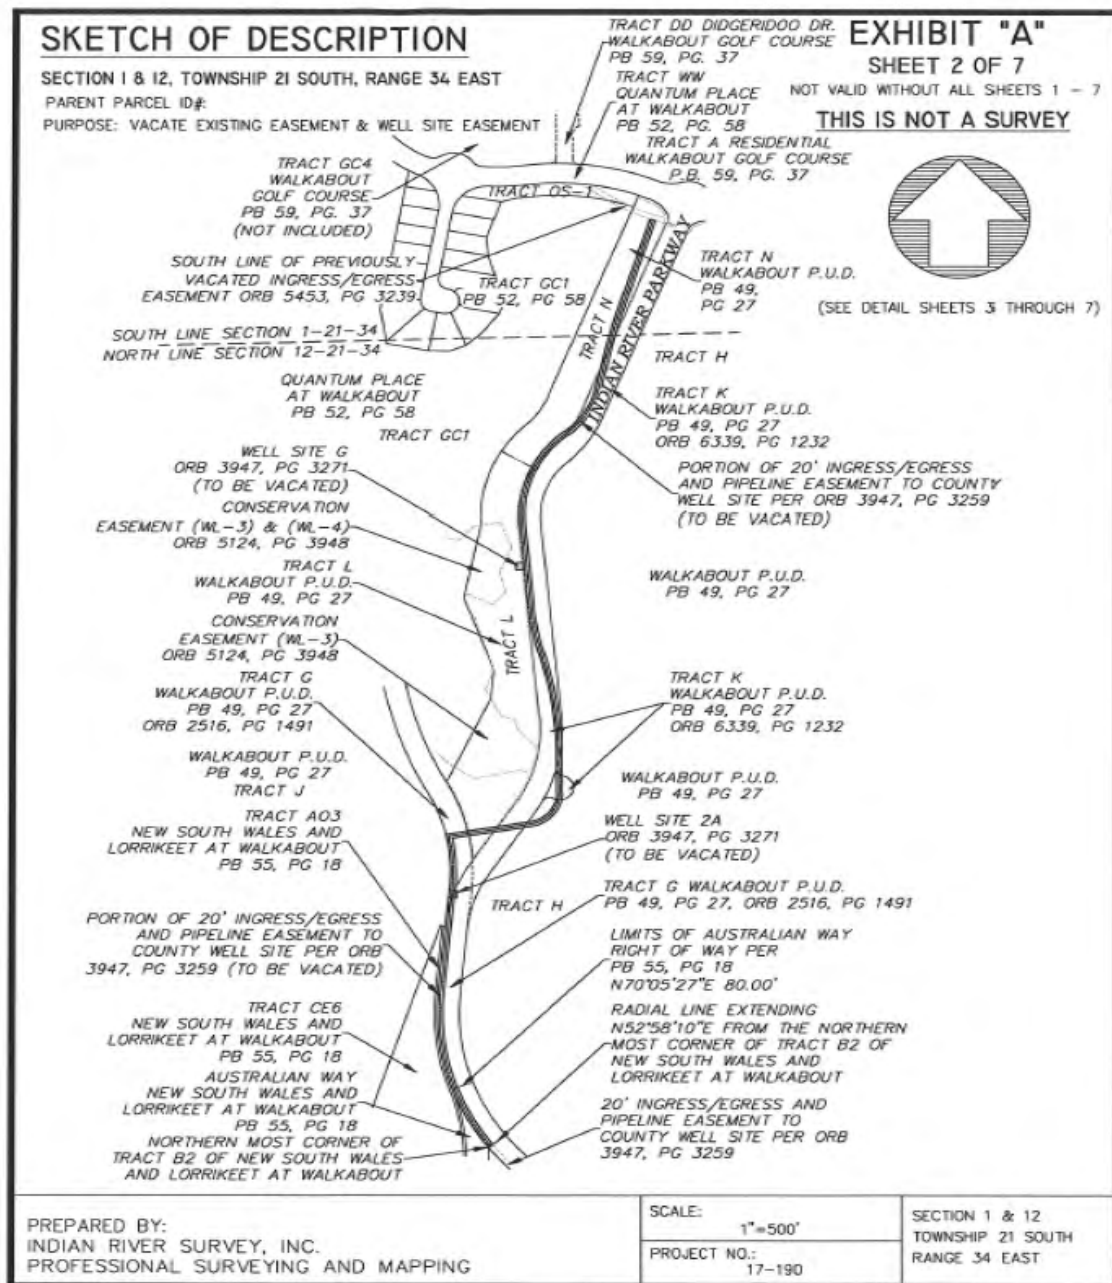 SKETCH OF DESCRIPTION
SECTION 1 & 12, TOWNSHIP 21 SOUTH, RANGE 34 EAST
PARENT PARCEL ID#:
PURPOSE: VACATE EXISTING EASEMENT & WELL SITE EASEMENT
EXHIBIT "A"
SHEET 2 OF 7
NOT VALID WITHOUT ALL SHEETS 1 - 7
THIS IS NOT A SURVEY
(SEE DETAIL SHEETS 3 THROUGH 7)
TRACT DD DIDGERIDOO DR.
WALKABOUT GOLF COURSE
PB 59, PG. 37
TRACT WW
QUANTUM PLACE
AT WALKABOUT
PB 52, PG. 58
TRACT A RESIDENTIAL
WALKABOUT GOLF COURSE
P.B. 59, PG. 37
TRACT GC4
WALKABOUT
GOLF COURSE
PB 59, PG. 37
(NOT INCLUDED)
TRACT OS-1
SOUTH LINE OF PREVIOUSLY
VACATED INGRESS/EGRESS
EASEMENT ORB 5453, PG 3239
TRACT GC1
PB 52, PG 58
TRACT N
INDIAN RIVER PARKWAY
TRACT N
WALKABOUT P.U.D.
PB 49,
PG 27
SOUTH LINE SECTION 1-21-34
NORTH LINE SECTION 12-21-34
TRACT H
QUANTUM PLACE
AT WALKABOUT
PB 52, PG 58
TRACT GC1
TRACT K
WALKABOUT P.U.D.
PB 49, PG 27
ORB 6339, PG 1232
WELL SITE G
ORB 3947, PG 3271
(TO BE VACATED)
PORTION OF 20' INGRESS/EGRESS
AND PIPELINE EASEMENT TO COUNTY
WELL SITE PER ORB 3947, PG 3259
(TO BE VACATED)
CONSERVATION
EASEMENT (WL-3) & (WL-4)
ORB 5124, PG 3948
TRACT L
WALKABOUT P.U.D.
PB 49, PG 27
WALKABOUT P.U.D.
PB 49, PG 27
TRACT L
CONSERVATION
EASEMENT (WL-3)
ORB 5124, PG 3948
TRACT G
WALKABOUT P.U.D.
PB 49, PG 27
ORB 2516, PG 1491
TRACT K
WALKABOUT P.U.D.
PB 49, PG 27
ORB 6339, PG 1232
WALKABOUT P.U.D.
PB 49, PG 27
TRACT J
WALKABOUT P.U.D.
PB 49, PG 27
TRACT AO3
NEW SOUTH WALES AND
LORRIKEET AT WALKABOUT
PB 55, PG 18
WELL SITE 2A
ORB 3947, PG 3271
(TO BE VACATED)
TRACT H
TRACT G WALKABOUT P.U.D.
PB 49, PG 27, ORB 2516, PG 1491
PORTION OF 20' INGRESS/EGRESS
AND PIPELINE EASEMENT TO
COUNTY WELL SITE PER ORB
3947, PG 3259 (TO BE VACATED)
LIMITS OF AUSTRALIAN WAY
RIGHT OF WAY PER
PB 55, PG 18
N70°05'27"E 80.00'
TRACT CE6
NEW SOUTH WALES AND
LORRIKEET AT WALKABOUT
PB 55, PG 18
RADIAL LINE EXTENDING
N52°58'10"E FROM THE NORTHERN
MOST CORNER OF TRACT B2 OF
NEW SOUTH WALES AND
LORRIKEET AT WALKABOUT
AUSTRALIAN WAY
NEW SOUTH WALES AND
LORRIKEET AT WALKABOUT
PB 55, PG 18
20' INGRESS/EGRESS AND
PIPELINE EASEMENT TO
COUNTY WELL SITE PER ORB
3947, PG 3259
NORTHERN MOST CORNER OF
TRACT B2 OF NEW SOUTH WALES
AND LORRIKEET AT WALKABOUT
PREPARED BY:
INDIAN RIVER SURVEY, INC.
PROFESSIONAL SURVEYING AND MAPPING
SCALE:
1"=500'
PROJECT NO.:
17-190
SECTION 1 & 12
TOWNSHIP 21 SOUTH
RANGE 34 EAST